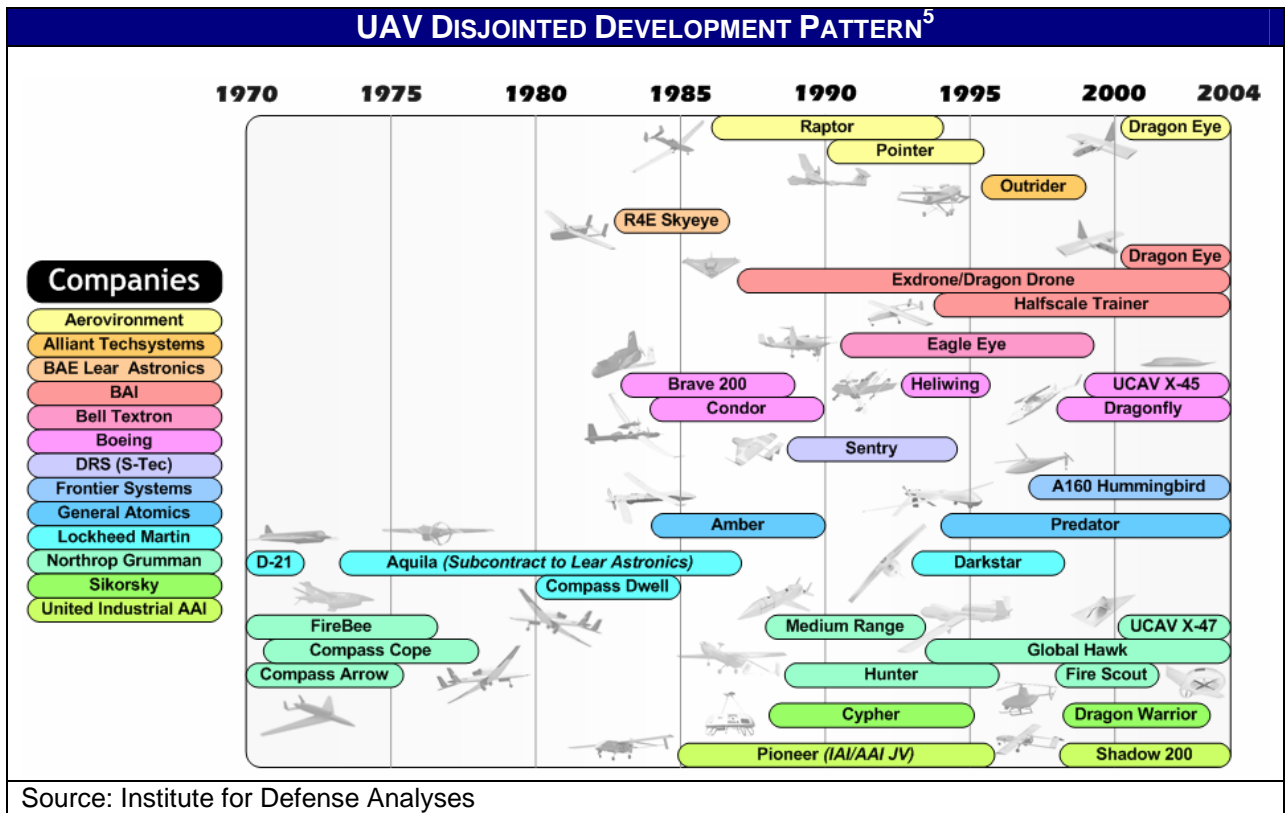 UAV DISJOINTED DEVELOPMENT PATTERN5
1970 1975 1980 1985 1990 1995 2000 2004
Raptor Dragon Eye
Pointer
Outrider
R4E Skyeye
Dragon Eye
Exdrone/Dragon Drone
Halfscale Trainer
Eagle Eye
Brave 200 Heliwing UCAV X-45
Condor Dragonfly
Sentry
A160 Hummingbird
Amber Predator
D-21 Aquila (Subcontract to Lear Astronics) Darkstar
Compass Dwell
FireBee Medium Range UCAV X-47
Compass Cope Global Hawk
Compass Arrow Hunter Fire Scout
Cypher Dragon Warrior
Pioneer (IAI/AAI JV) Shadow 200
Companies
Aerovironment
Alliant Techsystems
BAE Lear Astronics
BAI
Bell Textron
Boeing
DRS (S-Tec)
Frontier Systems
General Atomics
Lockheed Martin
Northrop Grumman
Sikorsky
United Industrial AAI
Source: Institute for Defense Analyses